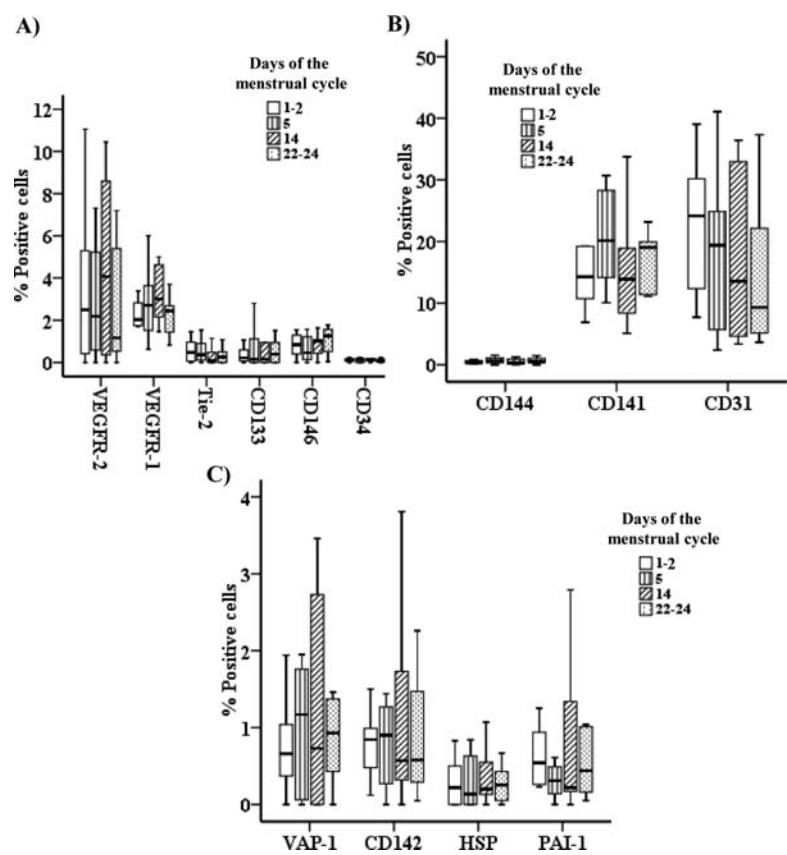 A)
Days of the
menstrual cycle
1-2
5
14
22-24
12
10
8
6
4
2
0
% Positive cells
VEGFR-2
VEGFR-1
Tie-2
CD133
CD146
CD34
B)
Days of the
menstrual cycle
1-2
5
14
22-24
50
40
30
20
10
0
% Positive cells
CD144
CD141
CD31
C)
Days of the
menstrual cycle
1-2
5
14
22-24
4
3
2
1
0
% Positive cells
VAP-1
CD142
HSP
PAI-1